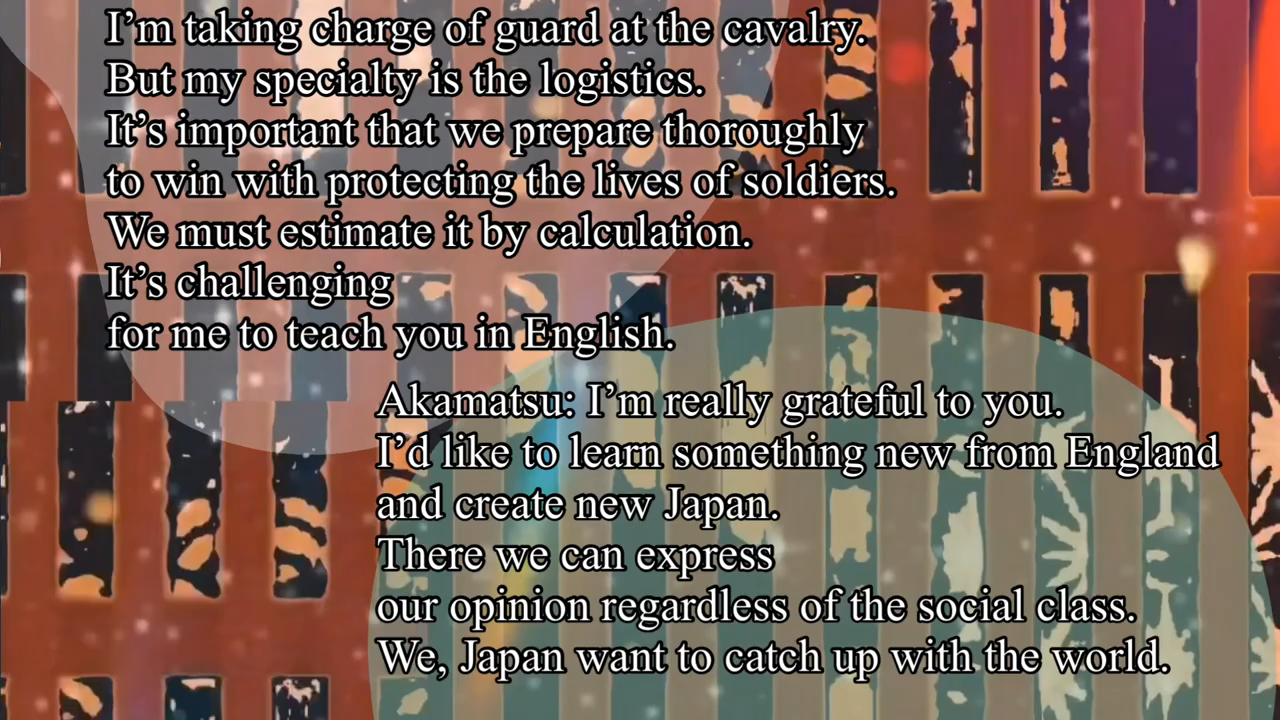 I’m taking charge of guard at the cavalry.
But my specialty is the logistics.
It’s important that we prepare thoroughly
to win with protecting the lives of soldiers.
We must estimate it by calculation.
It’s challenging
for me to teach you in English.
Akamatsu: I’m really grateful to you.
I’d like to learn something new from England
and create new Japan.
There we can express
our opinion regardless of the social class.
We, Japan want to catch up with the world.